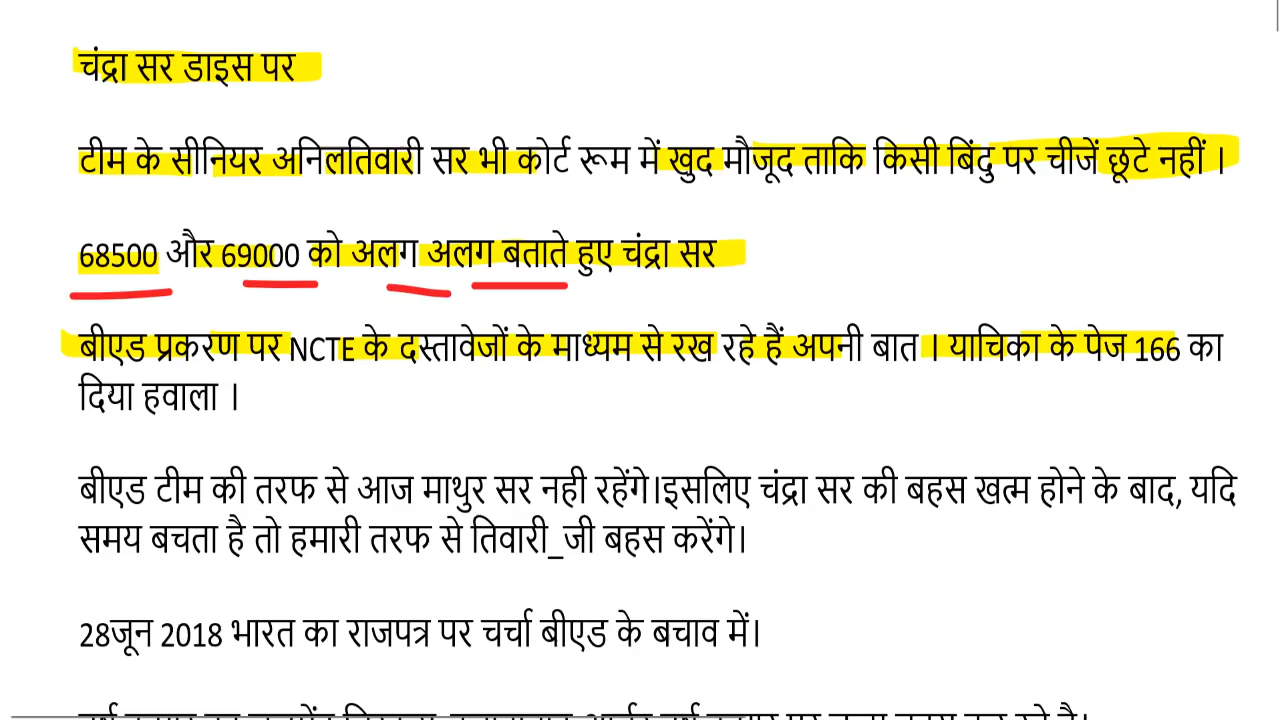 चंद्रा सर डाइस पर
टीम के सीनियर अनिलतिवारी सर भी कोर्ट रूम में खुद मौजूद ताकि किसी बिंदु पर चीजें छूटे नहीं ।
68500 और 69000 को अलग अलग बताते हुए चंद्रा सर
बीएड प्रकरण पर NCTE के दस्तावेजों के माध्यम से रख रहे हैं अपनी बात । याचिका के पेज 166 का
दिया हवाला ।
बीएड टीम की तरफ से आज माथुर सर नही रहेंगे।इसलिए चंद्रा सर की बहस खत्म होने के बाद, यदि
समय बचता है तो हमारी तरफ से तिवारी_जी बहस करेंगे।
28जून 2018 भारत का राजपत्र पर चर्चा बीएड के बचाव में।